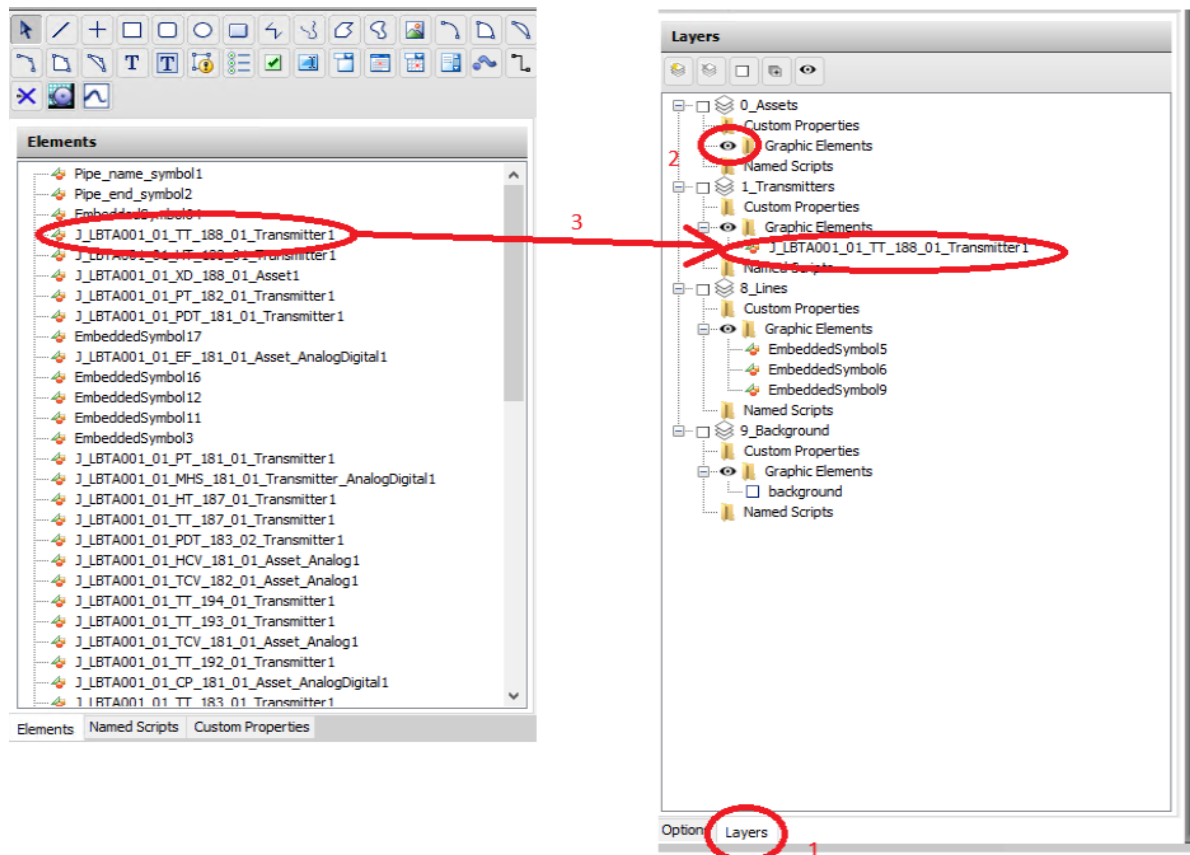 T
T
Elements
Pipe_name_symbol1
Pipe_end_symbol2
J_LBTA001_01_TT_188_01_Transmitter1
J_LBTA001_01_XD_188_01_Asset1
J_LBTA001_01_PT_182_01_Transmitter1
J_LBTA001_01_PDT_181_01_Transmitter1
EmbeddedSymbol17
J_LBTA001_01_EF_181_01_Asset_AnalogDigital1
EmbeddedSymbol16
EmbeddedSymbol12
EmbeddedSymbol11
EmbeddedSymbol3
J_LBTA001_01_PT_181_01_Transmitter1
J_LBTA001_01_MHS_181_01_Transmitter_AnalogDigital1
J_LBTA001_01_HT_187_01_Transmitter1
J_LBTA001_01_TT_187_01_Transmitter1
J_LBTA001_01_PDT_183_02_Transmitter1
J_LBTA001_01_HCV_181_01_Asset_Analog1
J_LBTA001_01_TCV_182_01_Asset_Analog1
J_LBTA001_01_TT_194_01_Transmitter1
J_LBTA001_01_TT_193_01_Transmitter1
J_LBTA001_01_TCV_181_01_Asset_Analog1
J_LBTA001_01_TT_192_01_Transmitter1
J_LBTA001_01_CP_181_01_Asset_AnalogDigital1
J_LBTA001_01_TT_183_01_Transmitter1
Elements Named Scripts Custom Properties
3
Layers
0_Assets
Custom Properties
2
Graphic Elements
Named Scripts
1_Transmitters
Custom Properties
Graphic Elements
J_LBTA001_01_TT_188_01_Transmitter1
Named Scripts
8_Lines
Custom Properties
Graphic Elements
EmbeddedSymbol5
EmbeddedSymbol6
EmbeddedSymbol9
Named Scripts
9_Background
Custom Properties
Graphic Elements
background
Named Scripts
Layers
1